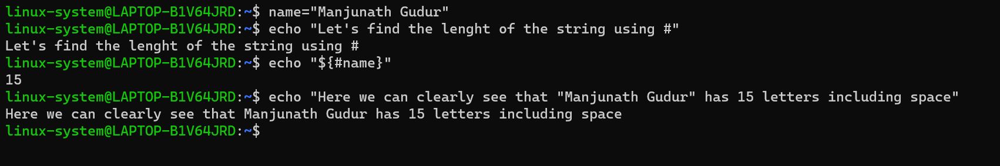 linux-system@LAPTOP-B1V64JRD:~$ name="Manjunath Gudur"
linux-system@LAPTOP-B1V64JRD:~$ echo "Let's find the lenght of the string using #"
Let's find the lenght of the string using #
linux-system@LAPTOP-B1V64JRD:~$ echo "${#name}"
15
linux-system@LAPTOP-B1V64JRD:~$ echo "Here we can clearly see that "Manjunath Gudur" has 15 letters including space"
Here we can clearly see that Manjunath Gudur has 15 letters including space
linux-system@LAPTOP-B1V64JRD:~$